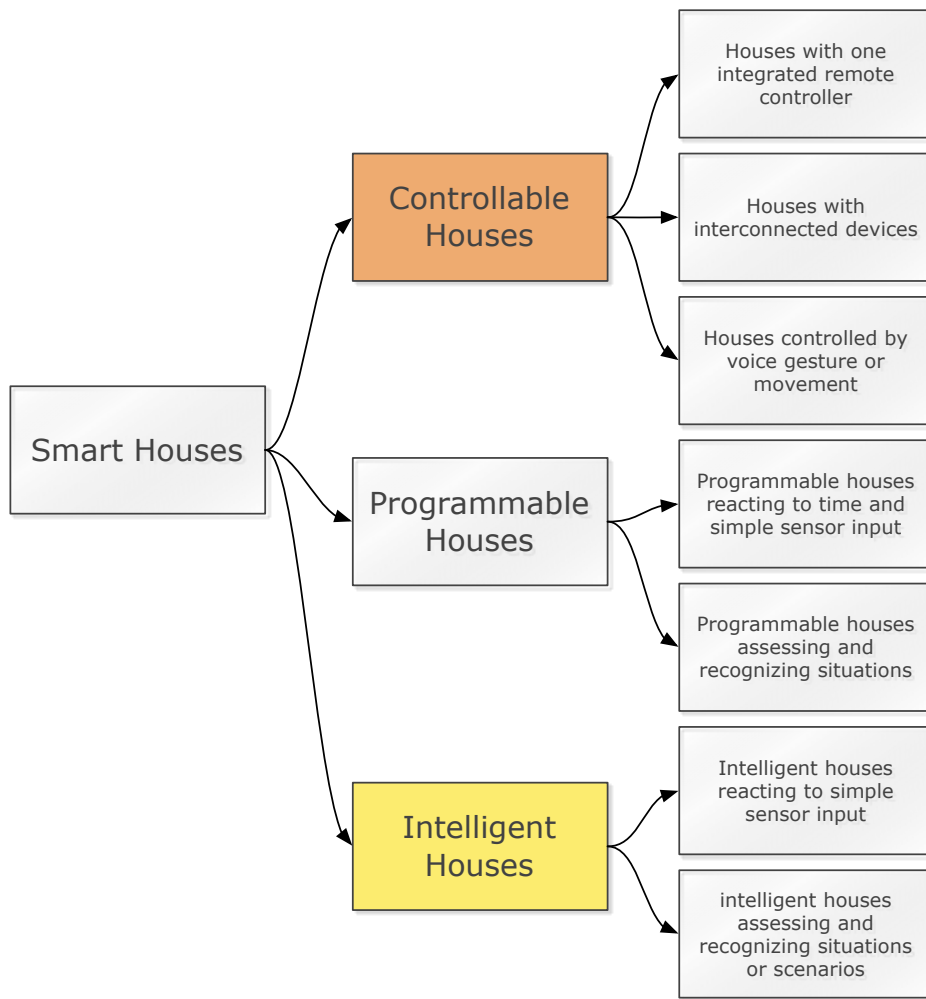 Houses with one
integrated remote
controller
Controllable
Houses
Houses with
interconnected devices
Houses controlled by
voice gesture or
movement
Smart Houses
Programmable
Houses
Programmable houses
reacting to time and
simple sensor input
Programmable houses
assessing and
recognizing situations
Intelligent
Houses
Intelligent houses
reacting to simple
sensor input
intelligent houses
assessing and
recognizing situations
or scenarios